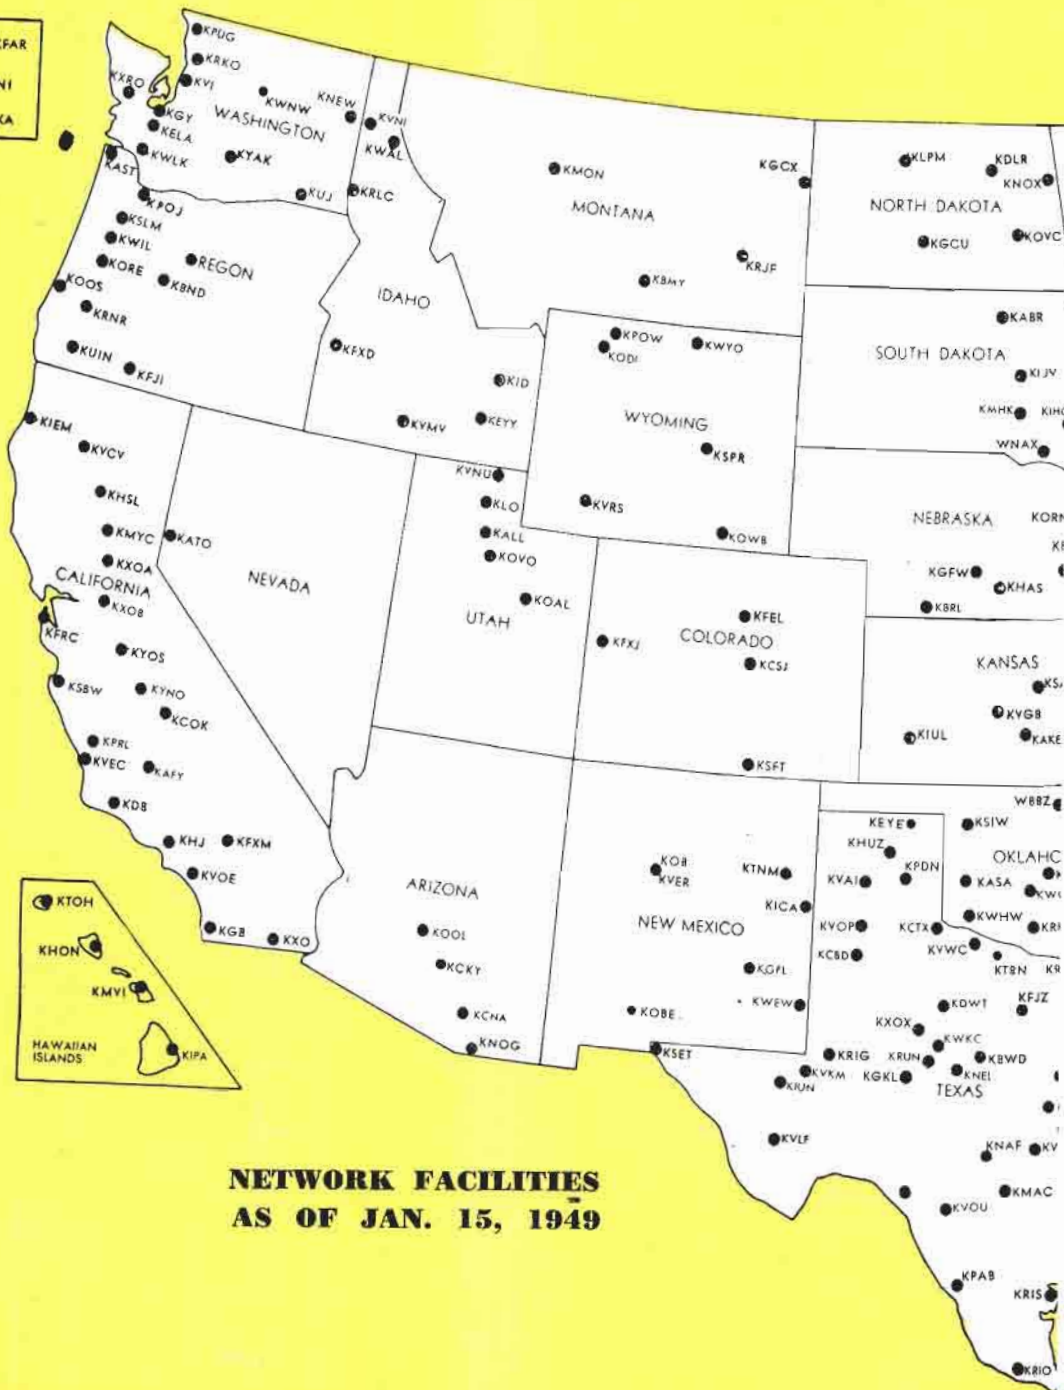 KPUG
KRKO
KXRO
KVI
KWNW
KNEW
KVNI
KGY
WASHINGTON
KELA
KWAL
KWLK
KYAK
KAST
KUJ
KRLC
KMON
KGCX
KLPM
KDLR
KNOX
MONTANA
NORTH DAKOTA
KGCU
KOVC
KPOJ
KSLM
KWIL
KORE
REGON
KOOS
KBND
KRNR
KUIN
KFJI
IDAHO
KRJF
KBMY
KABR
KFXD
KPOW
KODI
KWYO
SOUTH DAKOTA
KIJV
KID
KMHK
KVMV
KEYY
WYOMING
WNAX
KIEM
KVCV
KSPR
KVNU
KHSL
KLO
KVRS
NEBRASKA
KMYC
KATO
KALL
KOWB
KXOA
KOVO
CALIFORNIA
NEVADA
KGFW
KHAS
KXOB
KOAL
KBRL
KFRC
UTAH
KFEL
KYOS
KFXJ
COLORADO
KCSJ
KANSAS
KSBW
KYNO
KCOK
KVGB
KPRL
KIUL
KAKE
KVEC
KAFY
KSFT
KDB
WBBZ
KEYE
KSIW
KHJ
KFXM
KHUZ
KOB
KVER
KTNM
KPDN
OKLAHO
KVOE
KVAI
KASA
ARIZONA
KTOH
KICA
KWHW
KGB
KXO
KOOL
NEW MEXICO
KVOP
KCTX
KHON
KCBD
KVWC
KTBN
KCKY
KGFL
KMVI
KWEW
KDWT
KFJZ
KOBE
KCNA
KXOX
KWKC
HAWAIIAN
ISLANDS
KIPA
KNOG
KSET
KRIG
KRUN
KBWD
KVKM
KGKL
KNEL
KIUN
TEXAS
KVLF
KNAF
NETWORK FACILITIES
AS OF JAN. 15, 1949
KMAC
KVOU
KPAB
KRIS
KRIO